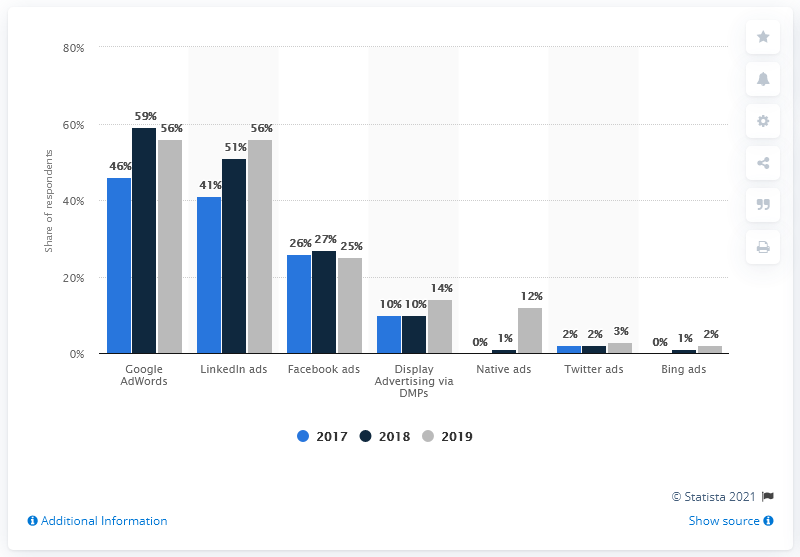 80%
60%
40%
20%
0%
Share of respondents
46%
59%
56%
41%
51%
56%
26%
27%
25%
10%
10%
14%
0%
1%
12%
2%
2%
3%
0%
1%
2%
Google
AdWords
LinkedIn ads
Facebook ads
Display
Advertising via
DMPs
Native ads
Twitter ads
Bing ads
2017
2018
2019
© Statista 2021
Additional Information
Show source